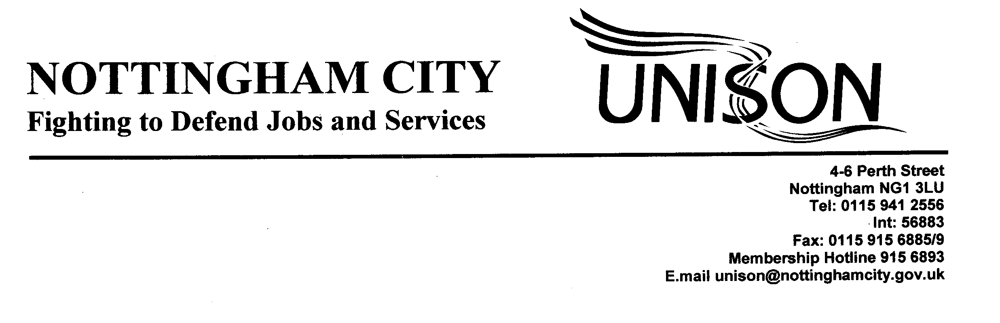 NOTTINGHAM CITY
Fighting to Defend Jobs and Services
UNISON
4-6 Perth Street
Nottingham NG1 3LU
Tel: 0115 941 2556
Int: 56883
Fax: 0115 915 6885/9
Membership Hotline 915 6893
E.mail unison@nottinghamcity.gov.uk